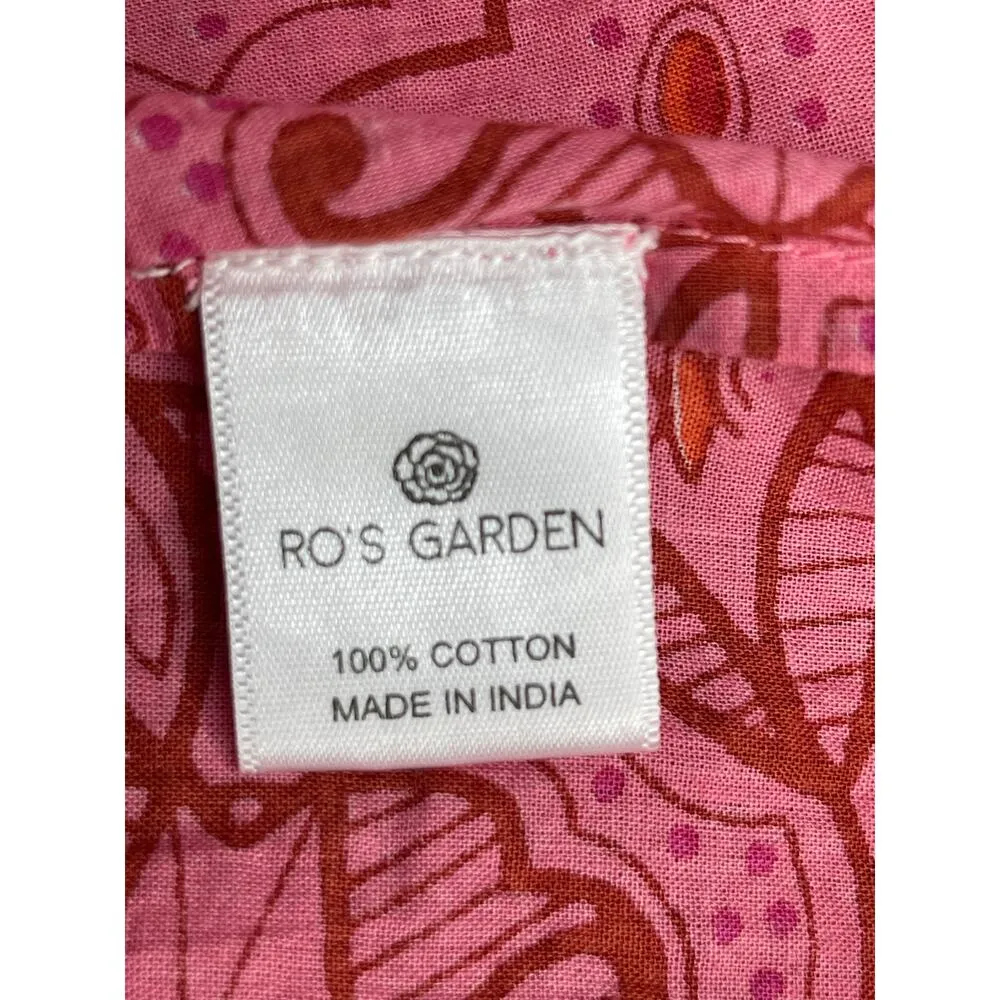 RO'S GARDEN
100% COTTON
MADE IN INDIA